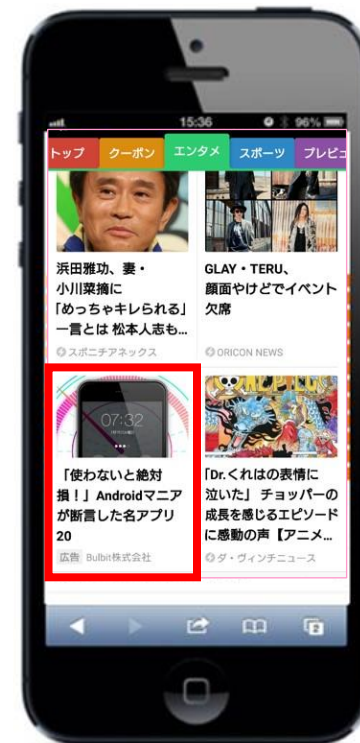 15:36
96%
トップ
クーポン
エンタメ
スポーツ
プレビュ
浜田雅功、妻・
小川菜摘に
「めっちゃキレられる」
一言とは 松本人志も...
スポニチアネックス
GLAY・TERU、
顔面やけどでイベント
欠席
ORICON NEWS
07:32
「使わないと絶対
損！」Androidマニア
が断言した名アプリ
20
広告 Bulbit株式会社
「Dr.くれはの表情に
泣いた」 チョッパーの
成長を感じるエピソード
に感動の声【アニメ...
ダ・ヴィンチニュース
2